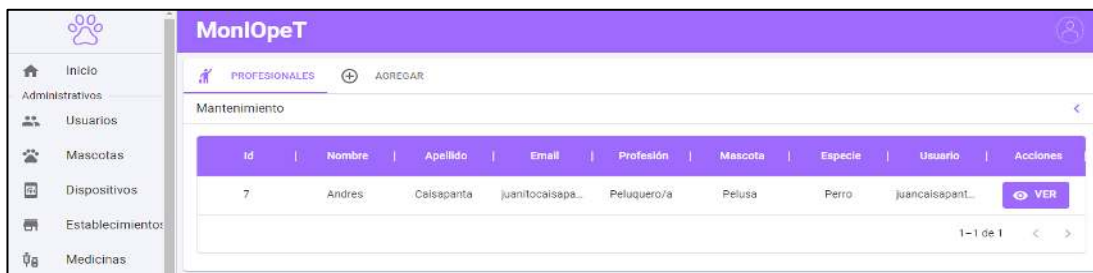 MonIOpeT
Inicio
PROFESIONALES AGREGAR
Administrativos
Mantenimiento
Usuarios
Mascotas
Id | Nombre | Apellido | Email | Profesión | Mascota | Especie | Usuario | Acciones
Dispositivos
7 Andres Caisapanta juanitocaisapa... Peluquero/a Pelusa Perro juancaisapant... VER
Establecimientos
1–1 de 1
Medicinas